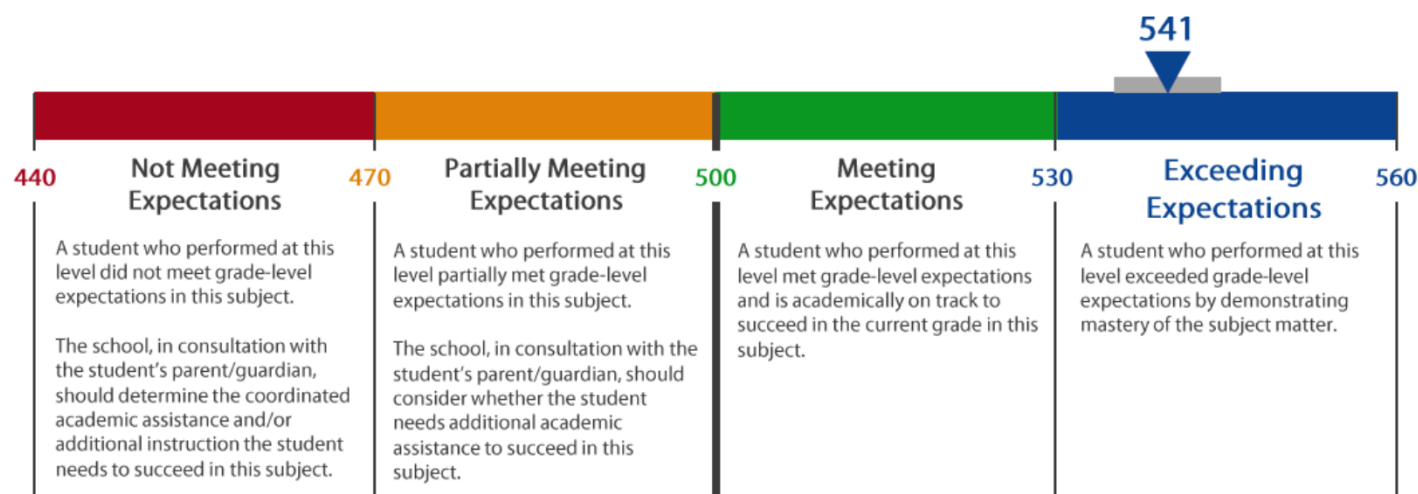 541
440
Not Meeting
Expectations
470
Partially Meeting
Expectations
500
Meeting
Expectations
530
Exceeding
Expectations
560
A student who performed at this
level did not meet grade-level
expectations in this subject.
The school, in consultation with
the student's parent/guardian,
should determine the coordinated
academic assistance and/or
additional instruction the student
needs to succeed in this subject.
A student who performed at this
level partially met grade-level
expectations in this subject.
The school, in consultation with the
student's parent/guardian, should
consider whether the student
needs additional academic
assistance to succeed in this
subject.
A student who performed at this
level met grade-level expectations
and is academically on track to
succeed in the current grade in this
subject.
A student who performed at this
level exceeded grade-level
expectations by demonstrating
mastery of the subject matter.